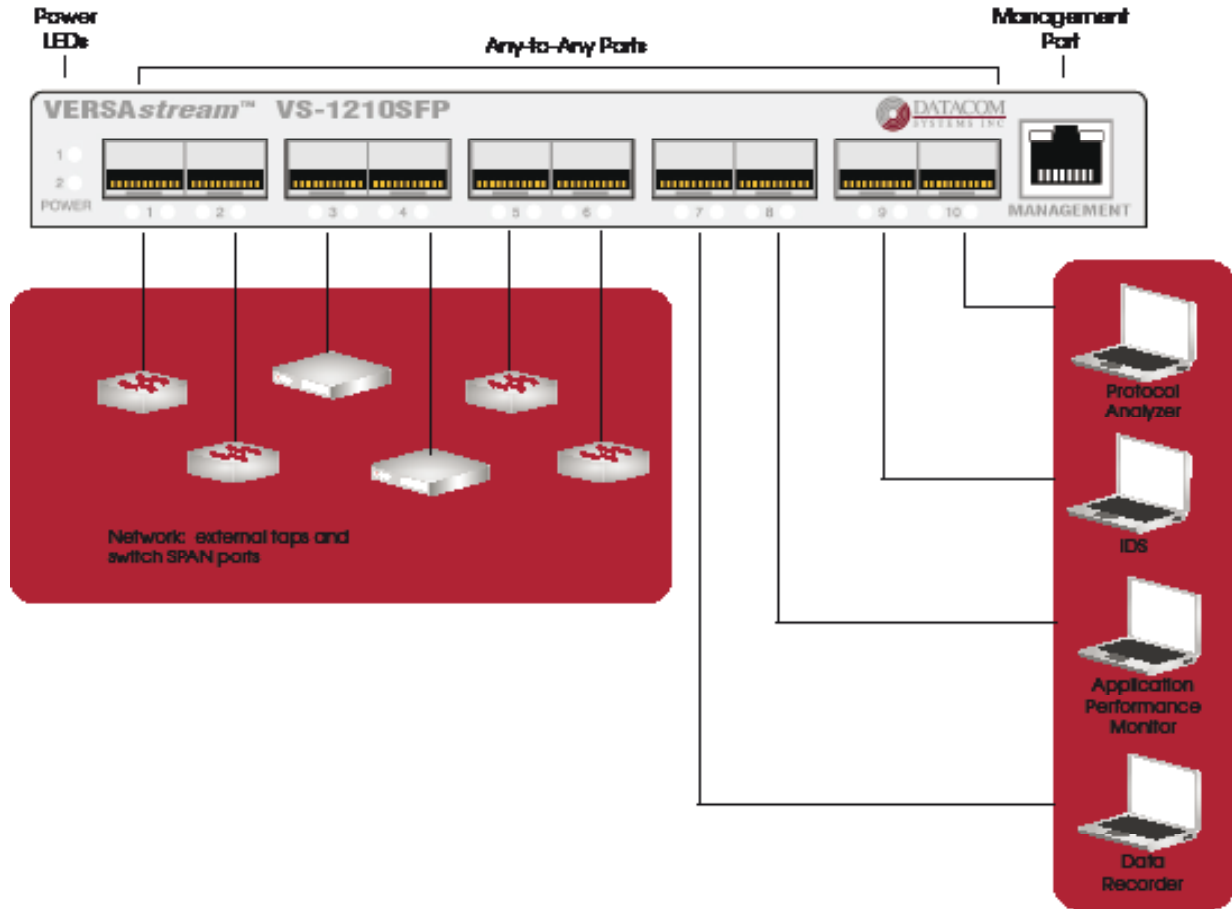 Power
LEDs
Any-to-Any Ports
Management
Port
VERSAstream™ VS-1210SFP
DATACOM
SYSTEMS INC
1
2
POWER
1 2 3 4 5 6 7 8 9 10
MANAGEMENT
Network: external taps and
switch SPAN ports
Protocol
Analyzer
IDS
Application
Performance
Monitor
Data
Recorder